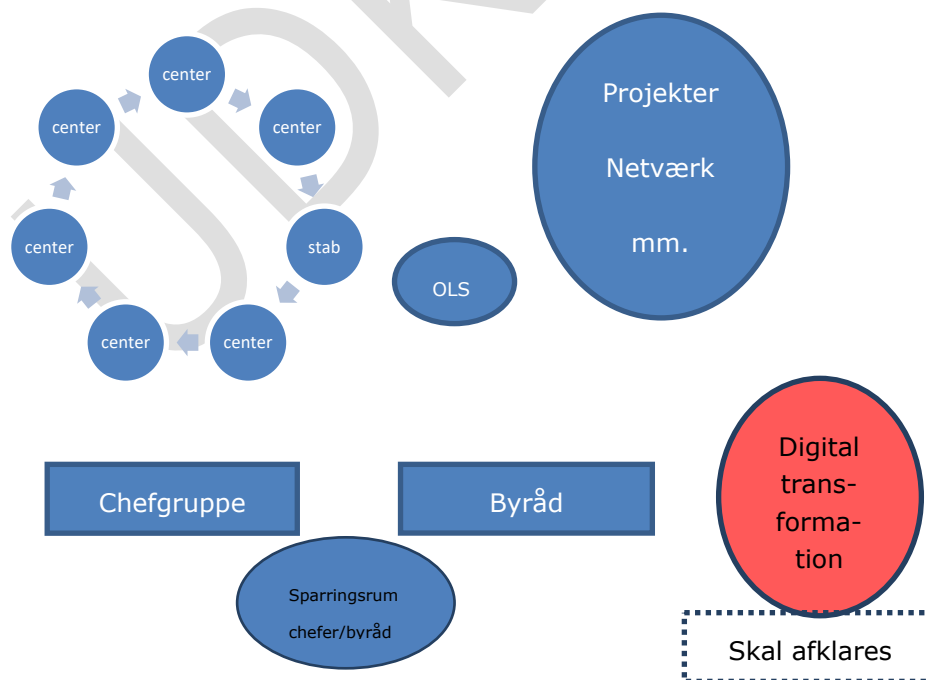 center
center
center
stab
center
center
center
OLS
Projekter
Netværk
mm.
Chefgruppe
Byråd
Sparringsrum
chefer/byråd
Digital
trans-
forma-
tion
Skal afklares